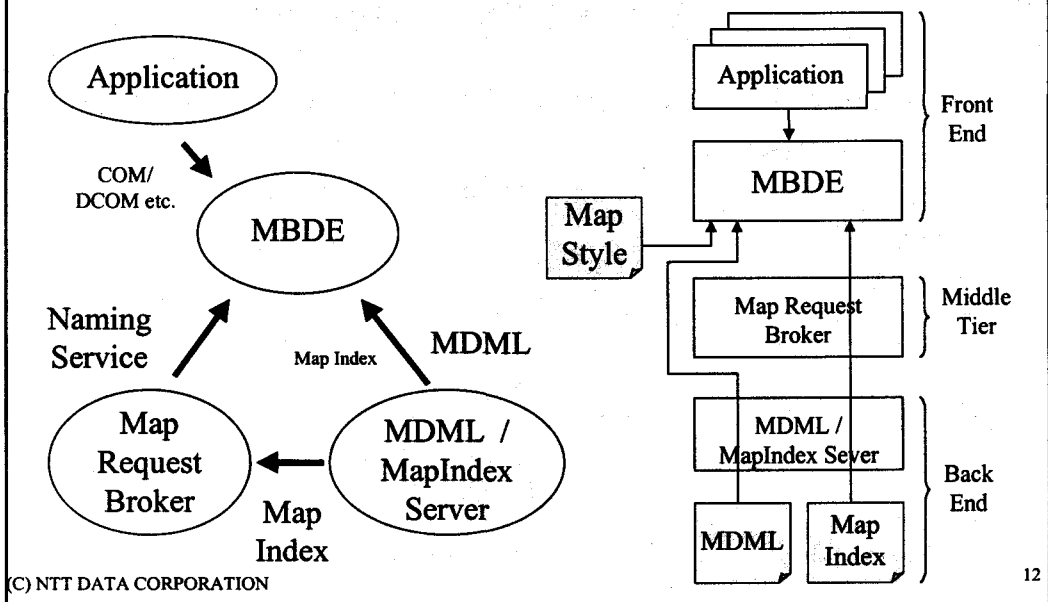 Application
COM/
DCOM etc.
MBDE
Naming
Service
Map Index
MDML
Map
Request
Broker
MDML /
MapIndex
Server
Map
Index
(C) NTT DATA CORPORATION
Application
Front
End
MBDE
Map
Style
Map Request
Broker
Middle
Tier
MDML /
MapIndex Sever
Back
End
MDML
Map
Index
12